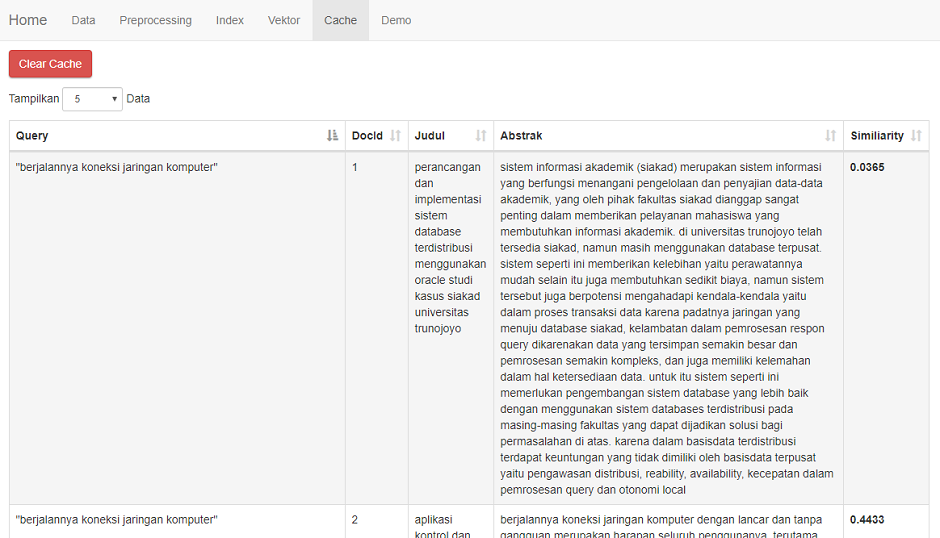 Home Data Preprocessing Index Vektor Cache Demo
Clear Cache
Tampilkan 5 Data
Query DocId Judul Abstrak Similiarity
"berjalannya koneksi jaringan komputer"
1
perancangan
dan
implementasi
sistem
database
terdistribusi
menggunakan
oracle studi
kasus siakad
universitas
trunojoyo
sistem informasi akademik (siakad) merupakan sistem informasi
yang berfungsi menangani pengelolaan dan penyajian data-data
akademik, yang oleh pihak fakultas siakad dianggap sangat
penting dalam memberikan pelayanan mahasiswa yang
membutuhkan informasi akademik. di universitas trunojoyo telah
tersedia siakad, namun masih menggunakan database terpusat.
sistem seperti ini memberikan kelebihan yaitu perawatannya
mudah selain itu juga membutuhkan sedikit biaya, namun sistem
tersebut juga berpotensi mengahadapi kendala-kendala yaitu
dalam proses transaksi data karena padatnya jaringan yang
menuju database siakad, kelambatan dalam pemrosesan respon
query dikarenakan data yang tersimpan semakin besar dan
pemrosesan semakin kompleks, dan juga memiliki kelemahan
dalam hal ketersediaan data. untuk itu sistem seperti ini
memerlukan pengembangan sistem database yang lebih baik
dengan menggunakan sistem databases terdistribusi pada
masing-masing fakultas yang dapat dijadikan solusi bagi
permasalahan di atas. karena dalam basisdata terdistribusi
terdapat keuntungan yang tidak dimiliki oleh basisdata terpusat
yaitu pengawasan distribusi, reability, availability, kecepatan dalam
pemrosesan query dan otonomi local
0.0365
"berjalannya koneksi jaringan komputer"
2
aplikasi
kontrol dan
berjalannya koneksi jaringan komputer dengan lancar dan tanpa
gangguan merupakan harapan seluruh penggunanya, terutama
0.4433